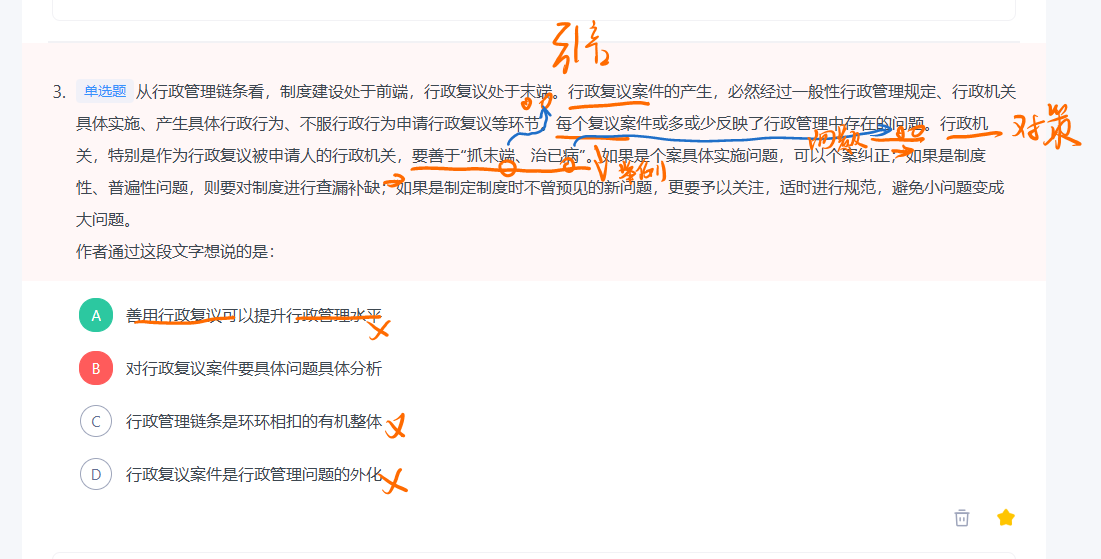 引言
3. 单选题 从行政管理链条看，制度建设处于前端，行政复议处于末端。行政复议案件的产生，必然经过一般性行政管理规定、行政机关
具体实施、产生具体行政行为、不服行政行为申请行政复议等环节，每个复议案件或多或少反映了行政管理中存在的问题。行政机
对策
关，特别是作为行政复议被申请人的行政机关，要善于“抓末端、治已病”。如果是个案具体实施问题，可以个案纠正；如果是制度
举例
性、普遍性问题，则要对制度进行查漏补缺；如果是制定制度时不曾预见的新问题，更要予以关注，适时进行规范，避免小问题变成
大问题。
作者通过这段文字想说的是：
A 善用行政复议可以提升行政管理水平
B 对行政复议案件要具体问题具体分析
C 行政管理链条是环环相扣的有机整体
D 行政复议案件是行政管理问题的外化